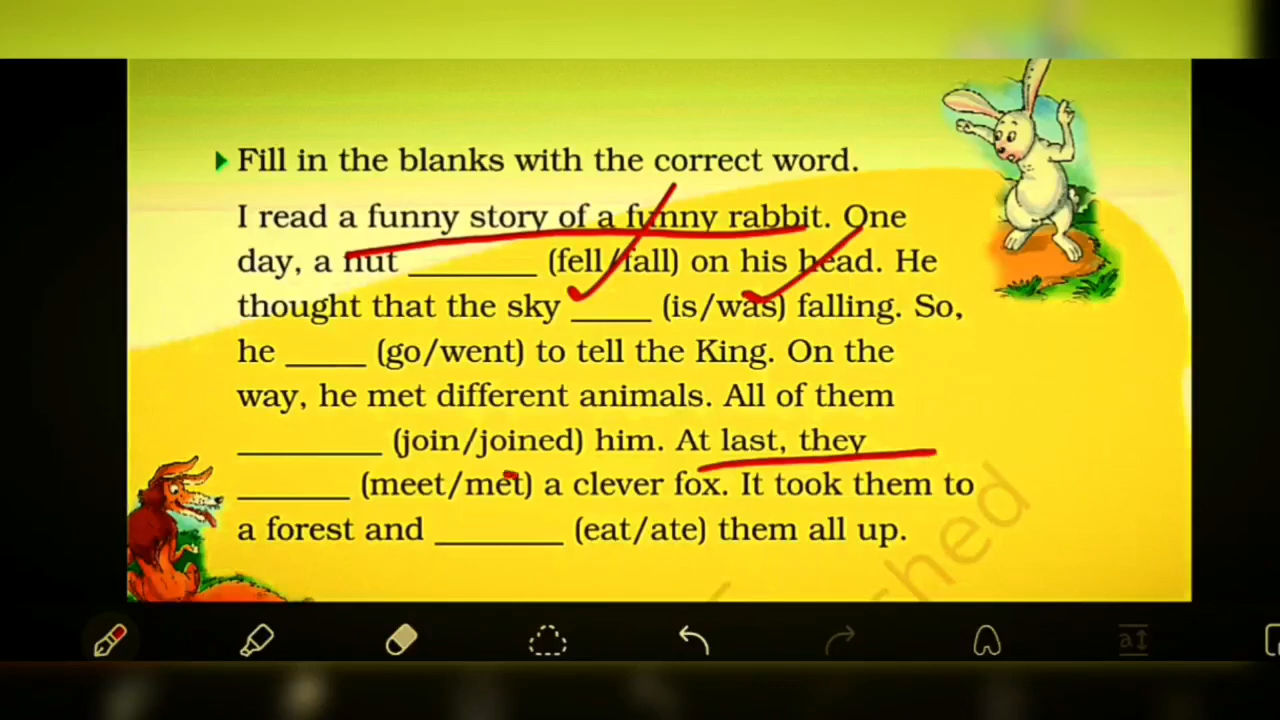 Fill in the blanks with the correct word.
I read a funny story of a funny rabbit. One
day, a nut ________ (fell/fall) on his head. He
thought that the sky _____ (is/was) falling. So,
he _____ (go/went) to tell the King. On the
way, he met different animals. All of them
_________ (join/joined) him. At last, they
_______ (meet/met) a clever fox. It took them to
a forest and ________ (eat/ate) them all up.